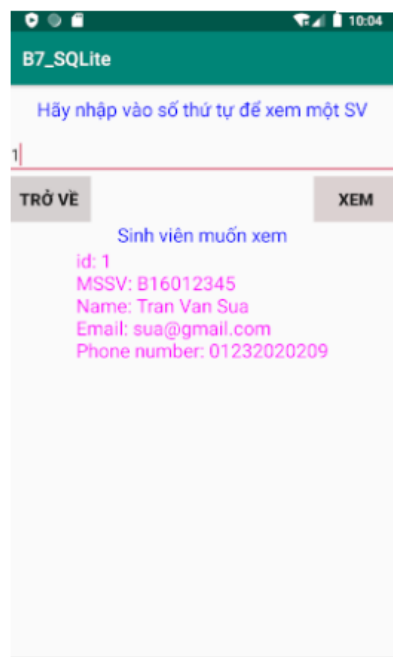 10:04
B7_SQLite
Hãy nhập vào số thứ tự để xem một SV
1
TRỞ VỀ XEM
Sinh viên muốn xem
id: 1
MSSV: B16012345
Name: Tran Van Sua
Email: sua@gmail.com
Phone number: 01232020209